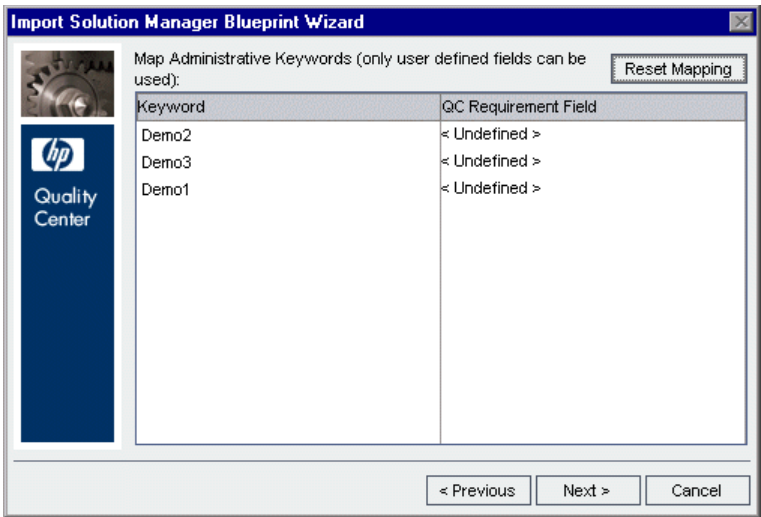 Import Solution Manager Blueprint Wizard
Map Administrative Keywords (only user defined fields can be
used):
Reset Mapping
Keyword QC Requirement Field
Demo2 < Undefined >
Demo3 < Undefined >
Demo1 < Undefined >
hp
Quality
Center
< Previous Next > Cancel